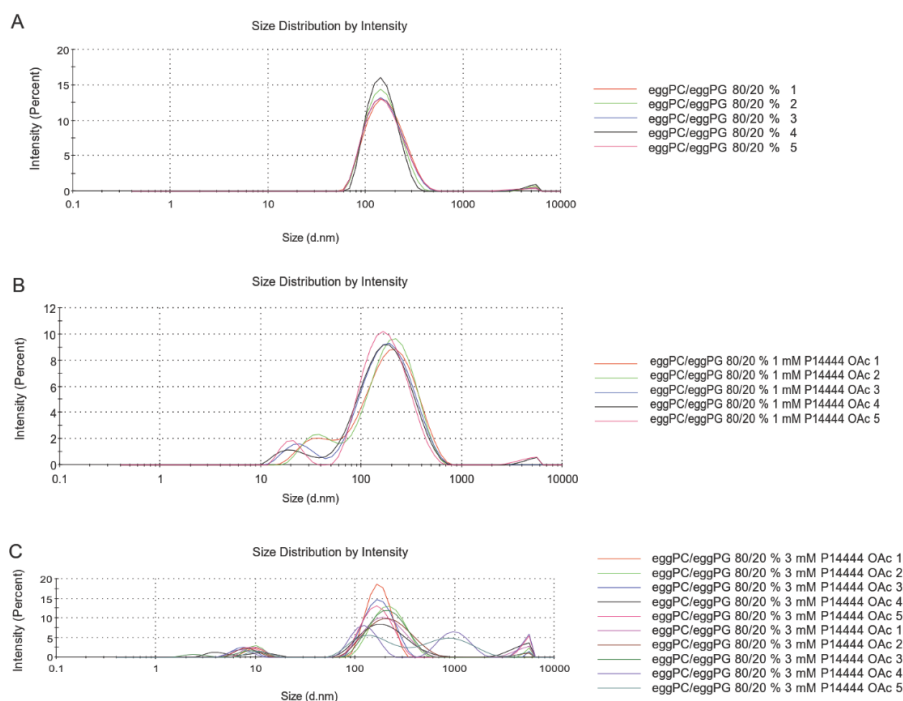 A
Size Distribution by Intensity
20
15
10
5
0
0.1 1 10 100 1000 10000
Intensity (Percent)
Size (d.nm)
eggPC/eggPG 80/20 % 1
eggPC/eggPG 80/20 % 2
eggPC/eggPG 80/20 % 3
eggPC/eggPG 80/20 % 4
eggPC/eggPG 80/20 % 5
B
Size Distribution by Intensity
12
10
8
6
4
2
0
0.1 1 10 100 1000 10000
Intensity (Percent)
Size (d.nm)
eggPC/eggPG 80/20 % 1 mM P14444 OAc 1
eggPC/eggPG 80/20 % 1 mM P14444 OAc 2
eggPC/eggPG 80/20 % 1 mM P14444 OAc 3
eggPC/eggPG 80/20 % 1 mM P14444 OAc 4
eggPC/eggPG 80/20 % 1 mM P14444 OAc 5
C
Size Distribution by Intensity
20
15
10
5
0
0.1 1 10 100 1000 10000
Intensity (Percent)
Size (d.nm)
eggPC/eggPG 80/20 % 3 mM P14444 OAc 1
eggPC/eggPG 80/20 % 3 mM P14444 OAc 2
eggPC/eggPG 80/20 % 3 mM P14444 OAc 3
eggPC/eggPG 80/20 % 3 mM P14444 OAc 4
eggPC/eggPG 80/20 % 3 mM P14444 OAc 5
eggPC/eggPG 80/20 % 3 mM P14444 OAc 1
eggPC/eggPG 80/20 % 3 mM P14444 OAc 2
eggPC/eggPG 80/20 % 3 mM P14444 OAc 3
eggPC/eggPG 80/20 % 3 mM P14444 OAc 4
eggPC/eggPG 80/20 % 3 mM P14444 OAc 5